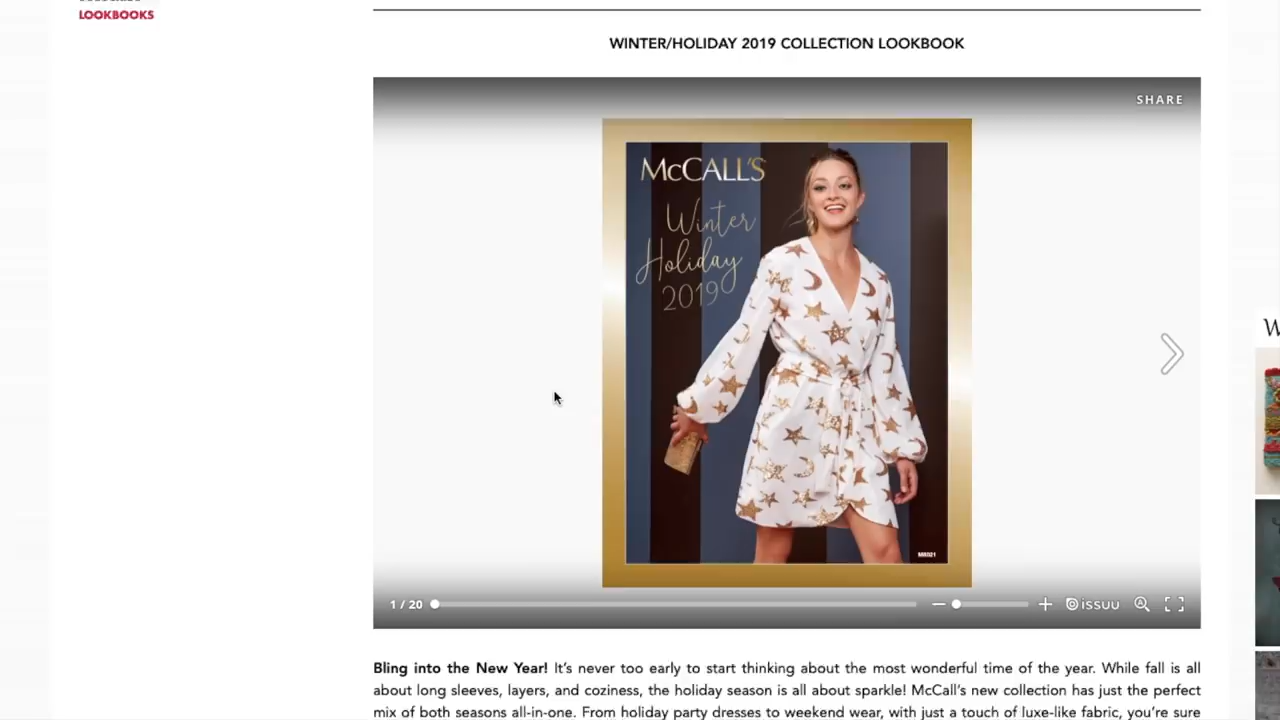 LOOKBOOKS
WINTER/HOLIDAY 2019 COLLECTION LOOKBOOK
SHARE
McCALL'S
Winter
Holiday
2019
M8021
1 / 20
issuu
Bling into the New Year! It's never too early to start thinking about the most wonderful time of the year. While fall is all
about long sleeves, layers, and coziness, the holiday season is all about sparkle! McCall's new collection has just the perfect
mix of both seasons all-in-one. From holiday party dresses to weekend wear, with just a touch of luxe-like fabric, you're sure